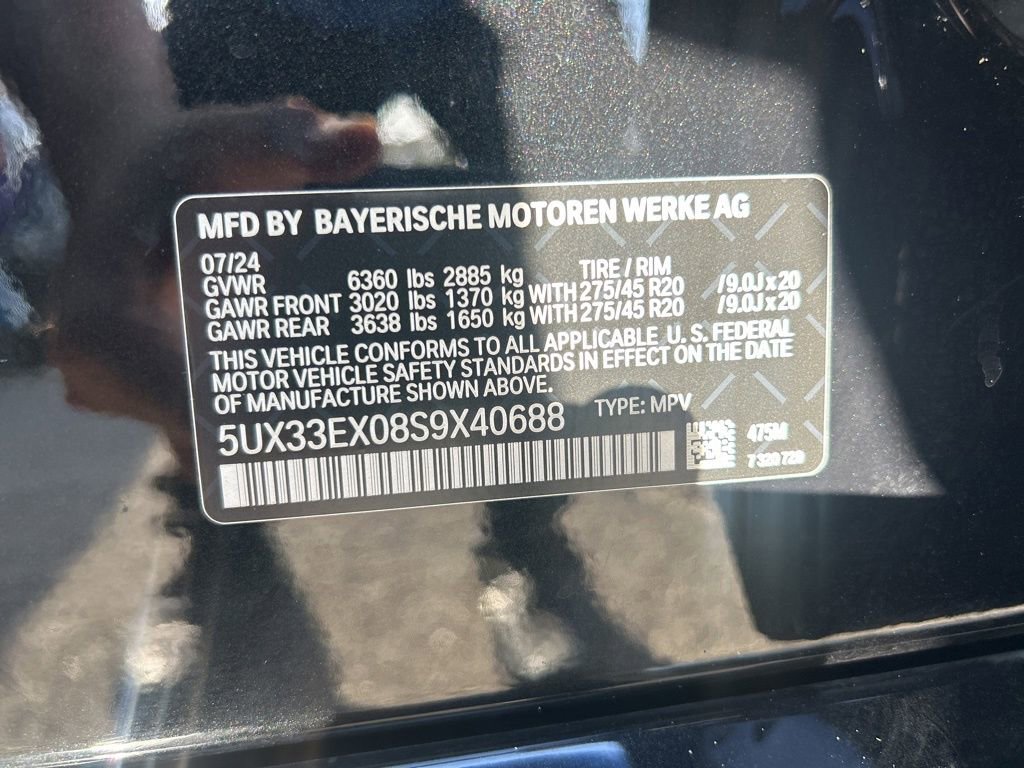 MFD BY BAYERISCHE MOTOREN WERKE AG
07/24
TIRE / RIM
GVWR 6360 lbs 2885 kg
GAWR FRONT 3020 lbs 1370 kg WITH 275/45 R20 /9.0J x 20
GAWR REAR 3638 lbs 1650 kg WITH 275/45 R20 /9.0J x 20
THIS VEHICLE CONFORMS TO ALL APPLICABLE U. S. FEDERAL
MOTOR VEHICLE SAFETY STANDARDS IN EFFECT ON THE DATE
OF MANUFACTURE SHOWN ABOVE.
5UX33EX08S9X40688 TYPE: MPV
475M
7 320 720